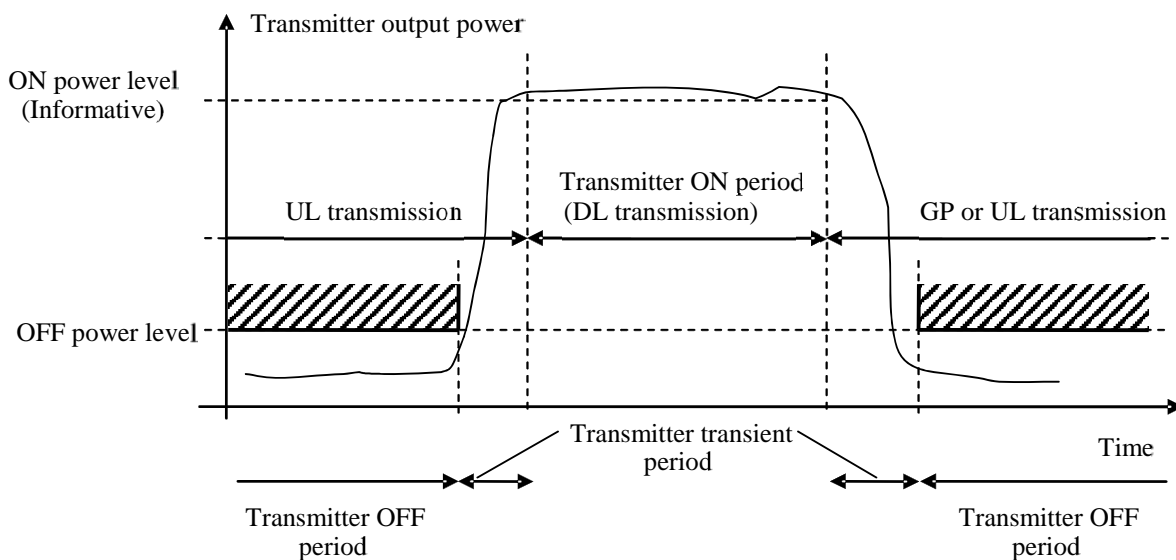 Transmitter output power
ON power level
(Informative)
Transmitter ON period
(DL transmission)
UL transmission
GP or UL transmission
OFF power level
Transmitter transient
period
Time
Transmitter OFF
period
Transmitter OFF
period